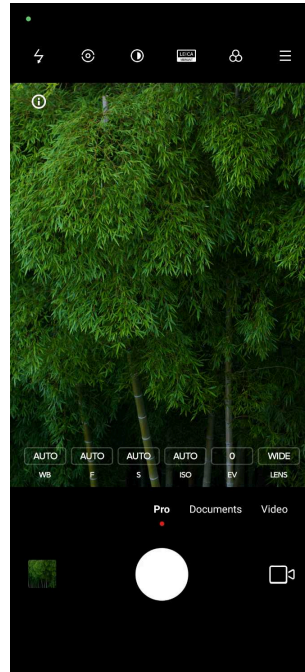 LEICA
AUTO AUTO AUTO AUTO 0 WIDE
WB F S ISO EV LENS
Pro Documents Video